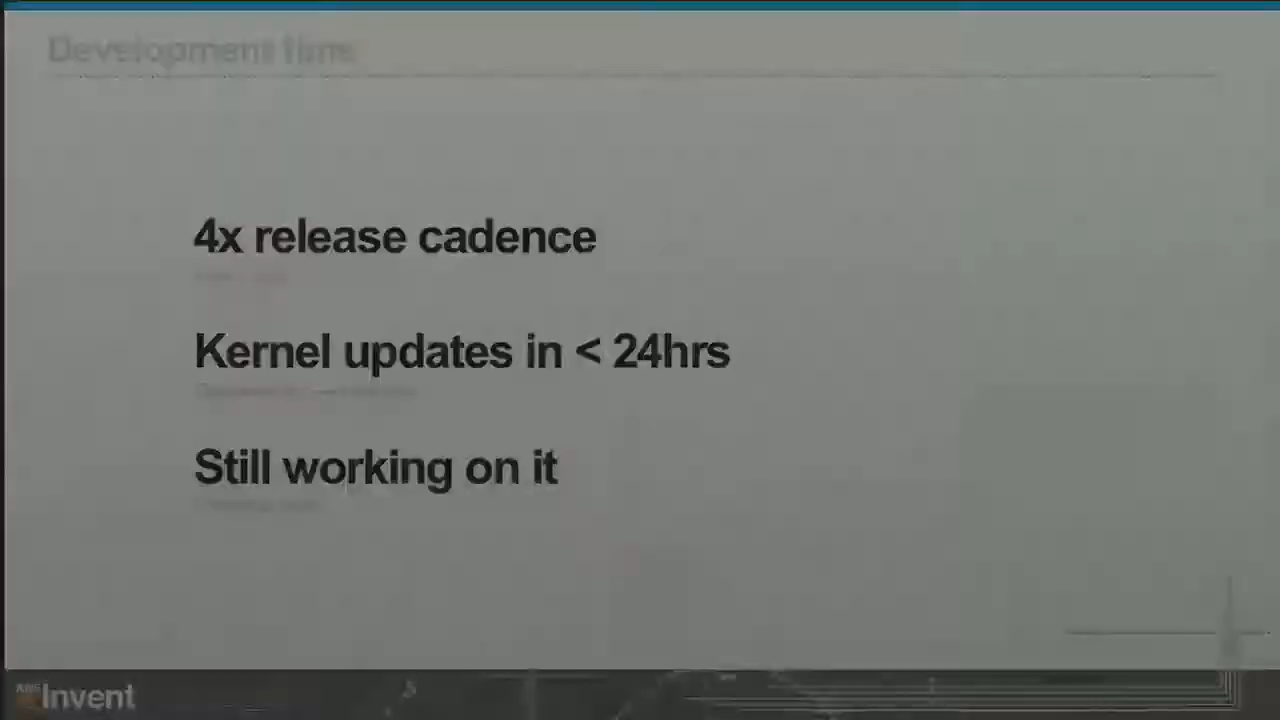 Development time
4x release cadence
Kernel updates in < 24hrs
Still working on it
Invent